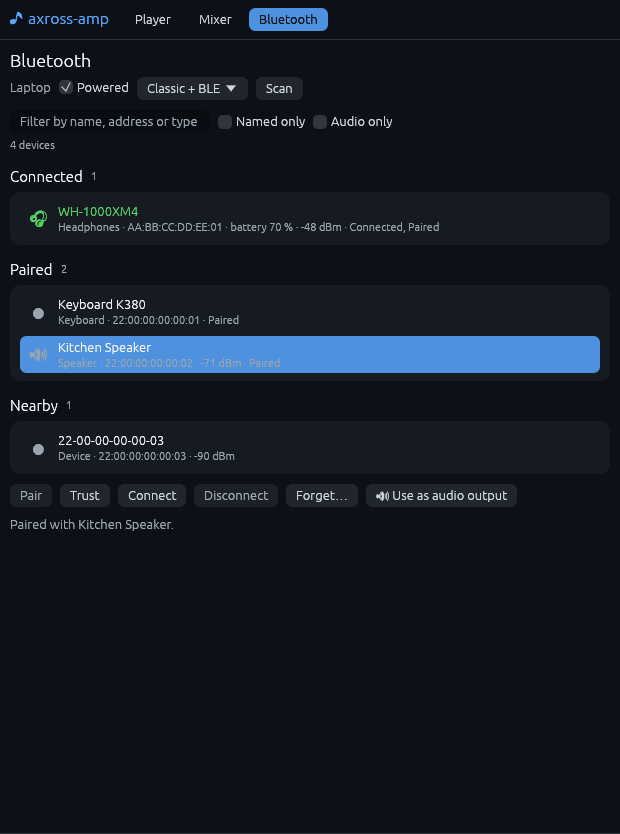 axross-amp Player Mixer Bluetooth
Bluetooth
Laptop Powered Classic + BLE Scan
Filter by name, address or type Named only Audio only
4 devices
Connected 1
WH-1000XM4
Headphones · AA:BB:CC:DD:EE:01 · battery 70 % · -48 dBm · Connected, Paired
Paired 2
Keyboard K380
Keyboard · 22:00:00:00:00:01 · Paired
Kitchen Speaker
Speaker · 22:00:00:00:00:02 · -71 dBm · Paired
Nearby 1
22-00-00-00-00-03
Device · 22:00:00:00:00:03 · -90 dBm
Pair Trust Connect Disconnect Forget… Use as audio output
Paired with Kitchen Speaker.